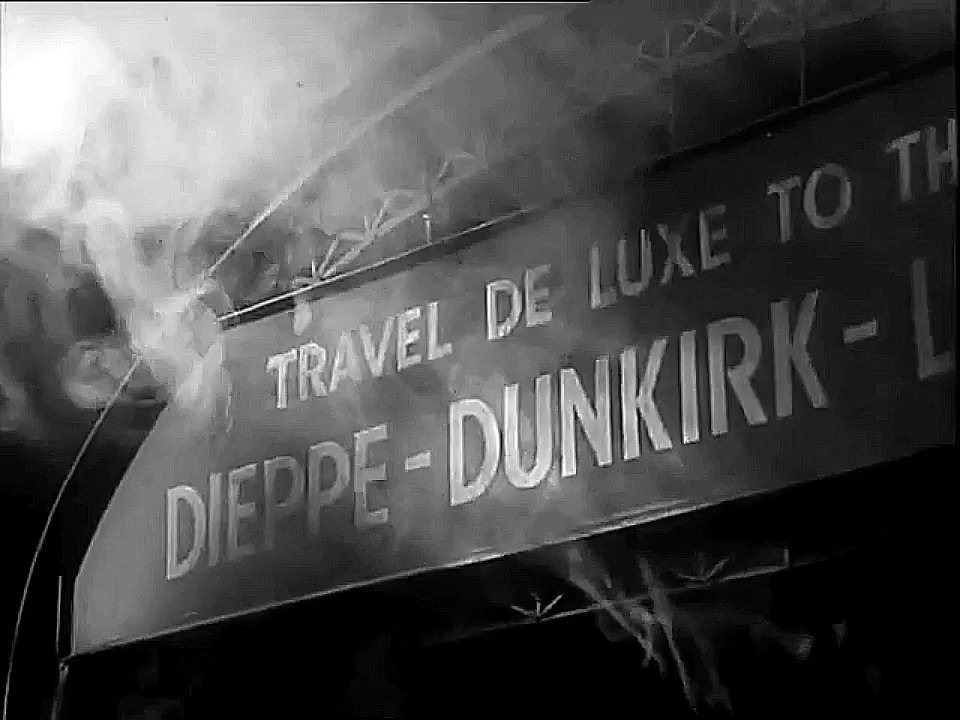 TRAVEL DE LUXE TO TH
DIEPPE - DUNKIRK - L